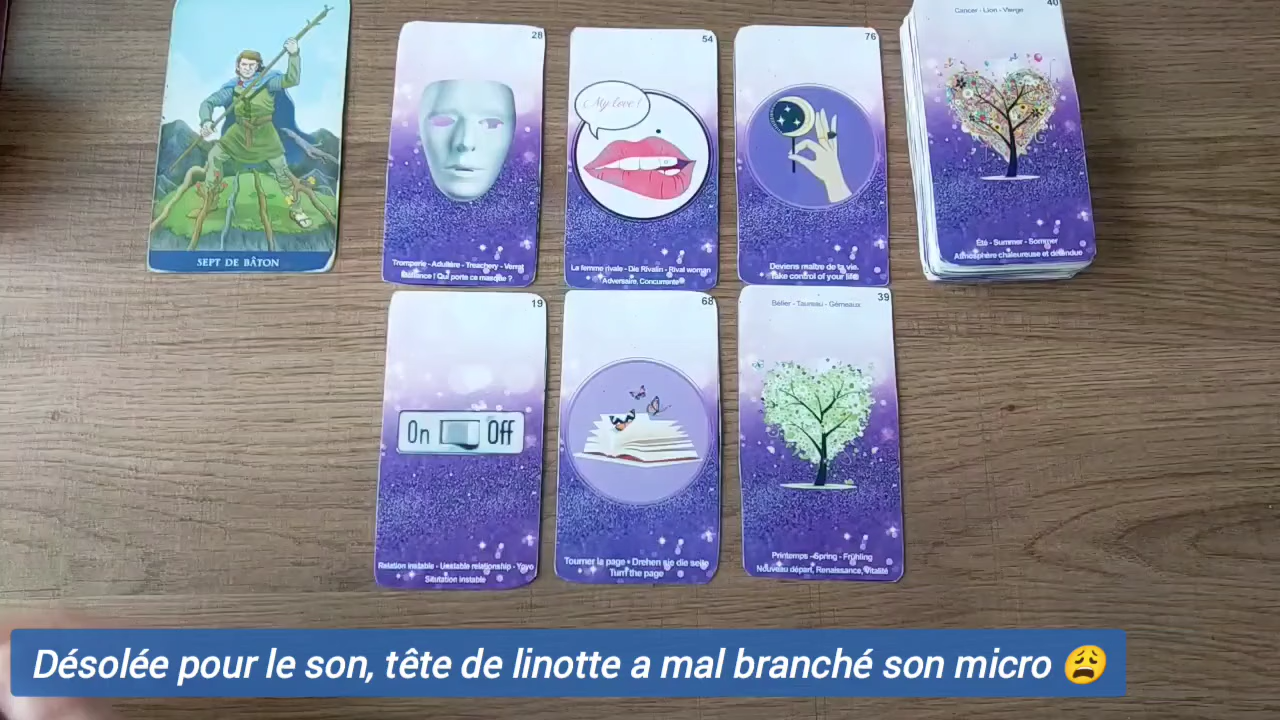 SEPT DE BÂTON
28
Tromperie - Adultère - Treachery - Verrat
Méfiance ! Qui porte ce masque ?
54
My love !
La femme rivale - Die Rivalin - Rival woman
Adversaire, Concurrente
76
Deviens maître de ta vie.
Take control of your life
40
Cancer - Lion - Vierge
Été - Summer - Sommer
Atmosphère chaleureuse et détendue
19
On Off
Relation instable - Unstable relationship - Yoyo
Situtation instable
68
Tourner la page - Drehen sie die seite
Turn the page
39
Bélier - Taureau - Gémeaux
Printemps - Spring - Frühling
Nouveau départ, Renaissance, Vitalité
Désolée pour le son, tête de linotte a mal branché son micro 😩